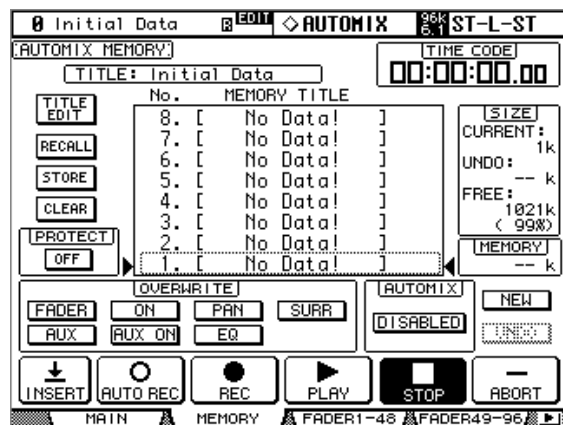 0 Initial Data EDIT ◇AUTOMIX 96k 6.1 ST-L-ST
AUTOMIX MEMORY
TIME CODE
00:00:00.00
TITLE: Initial Data
No. MEMORY TITLE
TITLE EDIT
RECALL
STORE
CLEAR
PROTECT
OFF
8. [ No Data! ]
7. [ No Data! ]
6. [ No Data! ]
5. [ No Data! ]
4. [ No Data! ]
3. [ No Data! ]
2. [ No Data! ]
1. [ No Data! ]
SIZE
CURRENT:
1k
UNDO:
-- k
FREE:
1021k
( 99%)
MEMORY
-- k
OVERWRITE
FADER ON PAN SURR
AUX AUX ON EQ
AUTOMIX
DISABLED
NEW
UNDO
INSERT AUTO REC REC PLAY STOP ABORT
MAIN MEMORY FADER1-48 FADER49-96